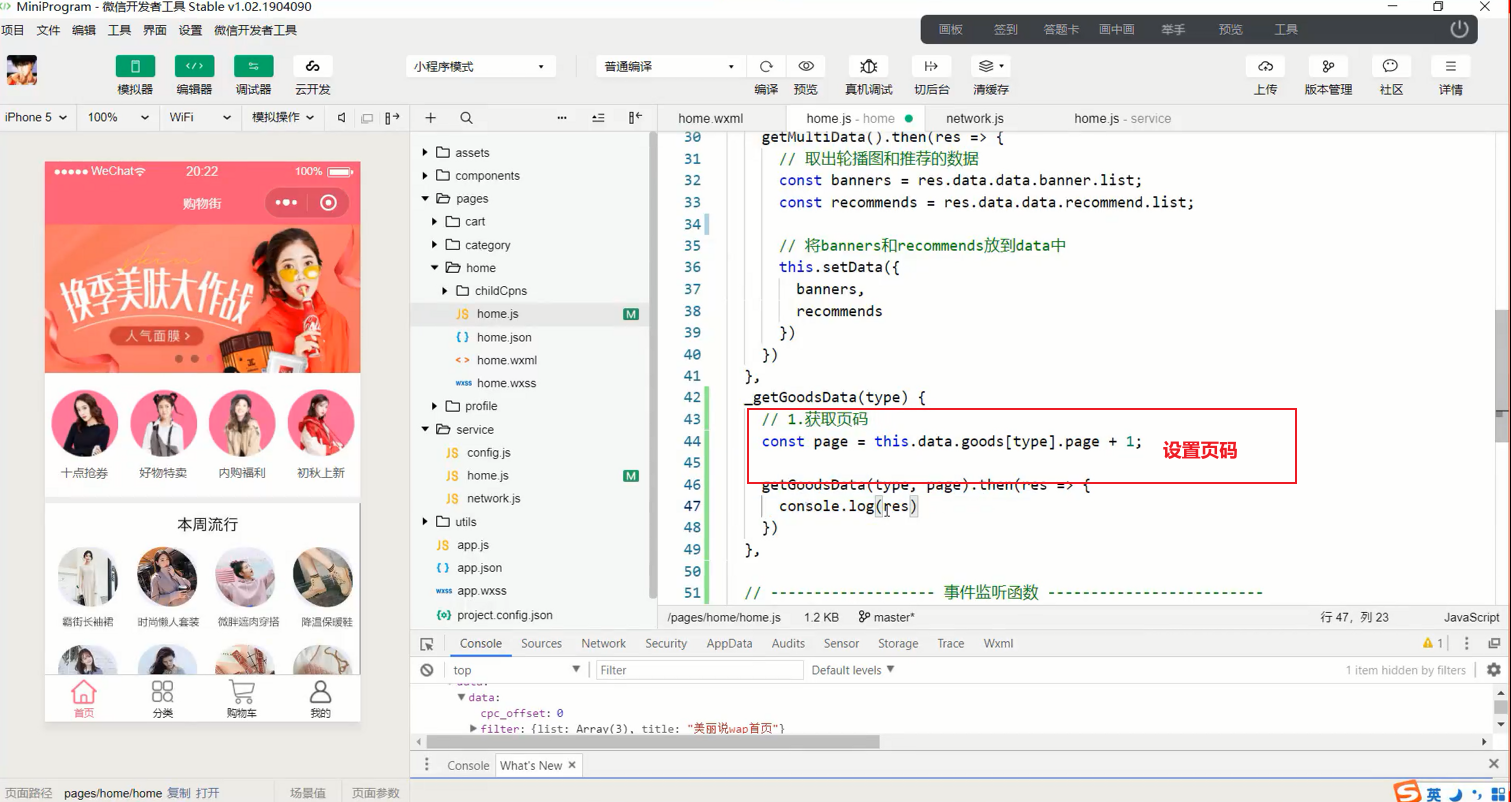 MiniProgram - 微信开发者工具 Stable v1.02.1904090
项目 文件 编辑 工具 界面 设置 微信开发者工具
画板 签到 答题卡 画中画 举手 预览 工具
小程序模式 普通编译
模拟器 编辑器 调试器 云开发 编译 预览 真机调试 切后台 清缓存 上传 版本管理 社区 详情
iPhone 5 100% WiFi 模拟操作
home.wxml home.js - home network.js home.js - service
WeChat 20:22 100%
购物街
换季美肤大作战
人气面膜 >
十点抢券 好物特卖 内购福利 初秋上新
本周流行
霸街长袖裙 时尚懒人套装 微胖遮肉穿搭 降温保暖鞋
首页 分类 购物车 我的
assets
components
pages
cart
category
home
childCpns
JS home.js M
{ } home.json
< > home.wxml
wxss home.wxss
profile
service
JS config.js
JS home.js M
JS network.js
utils
JS app.js
{ } app.json
wxss app.wxss
{o} project.config.json
30 getMultiData().then(res => {
31 // 取出轮播图和推荐的数据
32 const banners = res.data.data.banner.list;
33 const recommends = res.data.data.recommend.list;
34
35 // 将banners和recommends放到data中
36 this.setData({
37 banners,
38 recommends
39 })
40 })
41 },
42 _getGoodsData(type) {
43 // 1.获取页码
44 const page = this.data.goods[type].page + 1;
设置页码
45
46 getGoodsData(type, page).then(res => {
47 console.log(res)
48 })
49 },
50
51 // ------------------- 事件监听函数 -------------------------
/pages/home/home.js 1.2 KB master* 行 47，列 23 JavaScript
Console Sources Network Security AppData Audits Sensor Storage Trace Wxml 1
top Filter Default levels 1 item hidden by filters
data:
data:
cpc_offset: 0
filter: {list: Array(3), title: "美丽说wap首页"}
Console What's New ×
页面路径 pages/home/home 复制 打开 场景值 页面参数
S 英